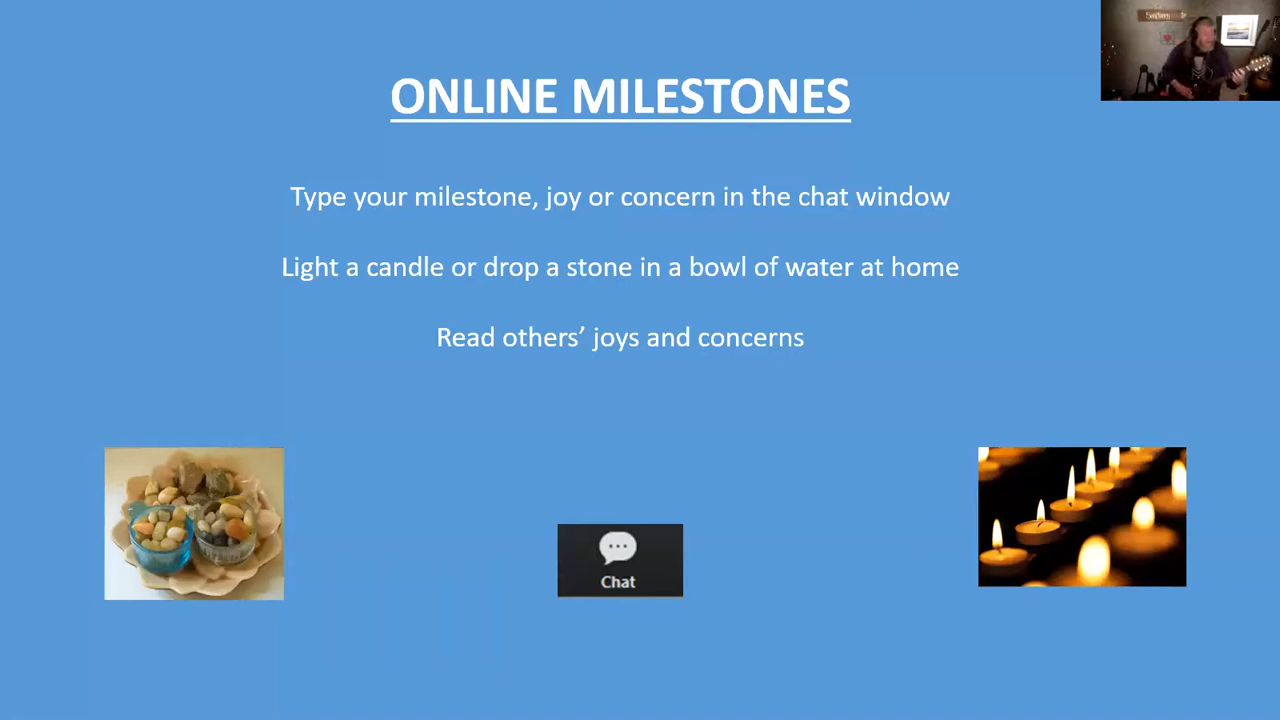 ONLINE MILESTONES
Type your milestone, joy or concern in the chat window
Light a candle or drop a stone in a bowl of water at home
Read others’ joys and concerns
Chat